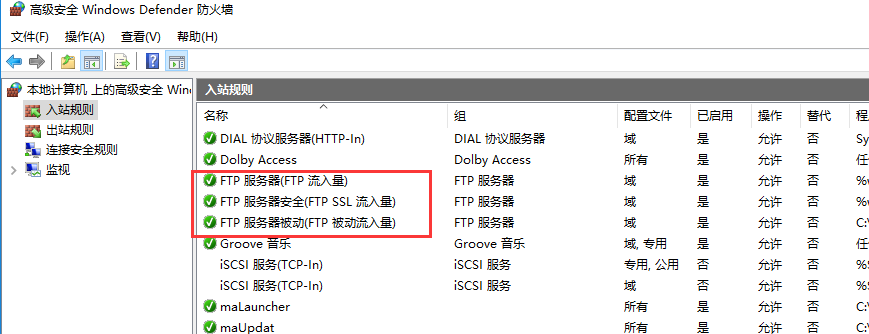 高级安全 Windows Defender 防火墙
文件(F) 操作(A) 查看(V) 帮助(H)
本地计算机 上的高级安全 Win
入站规则
出站规则
连接安全规则
监视
入站规则
名称 组 配置文件 已启用 操作 替代 程
DIAL 协议服务器(HTTP-In) DIAL 协议服务器 域 是 允许 否 Sy
Dolby Access Dolby Access 所有 是 允许 否 任
FTP 服务器(FTP 流入量) FTP 服务器 域 是 允许 否 %w
FTP 服务器安全(FTP SSL 流入量) FTP 服务器 域 是 允许 否 %w
FTP 服务器被动(FTP 被动流入量) FTP 服务器 域 是 允许 否 C:\
Groove 音乐 Groove 音乐 域, 专用 是 允许 否 任
iSCSI 服务(TCP-In) iSCSI 服务 专用, 公用 否 允许 否 %S
iSCSI 服务(TCP-In) iSCSI 服务 域 否 允许 否 %S
maLauncher 所有 是 允许 否 C:\
maUpdat 所有 是 允许 否 C:\